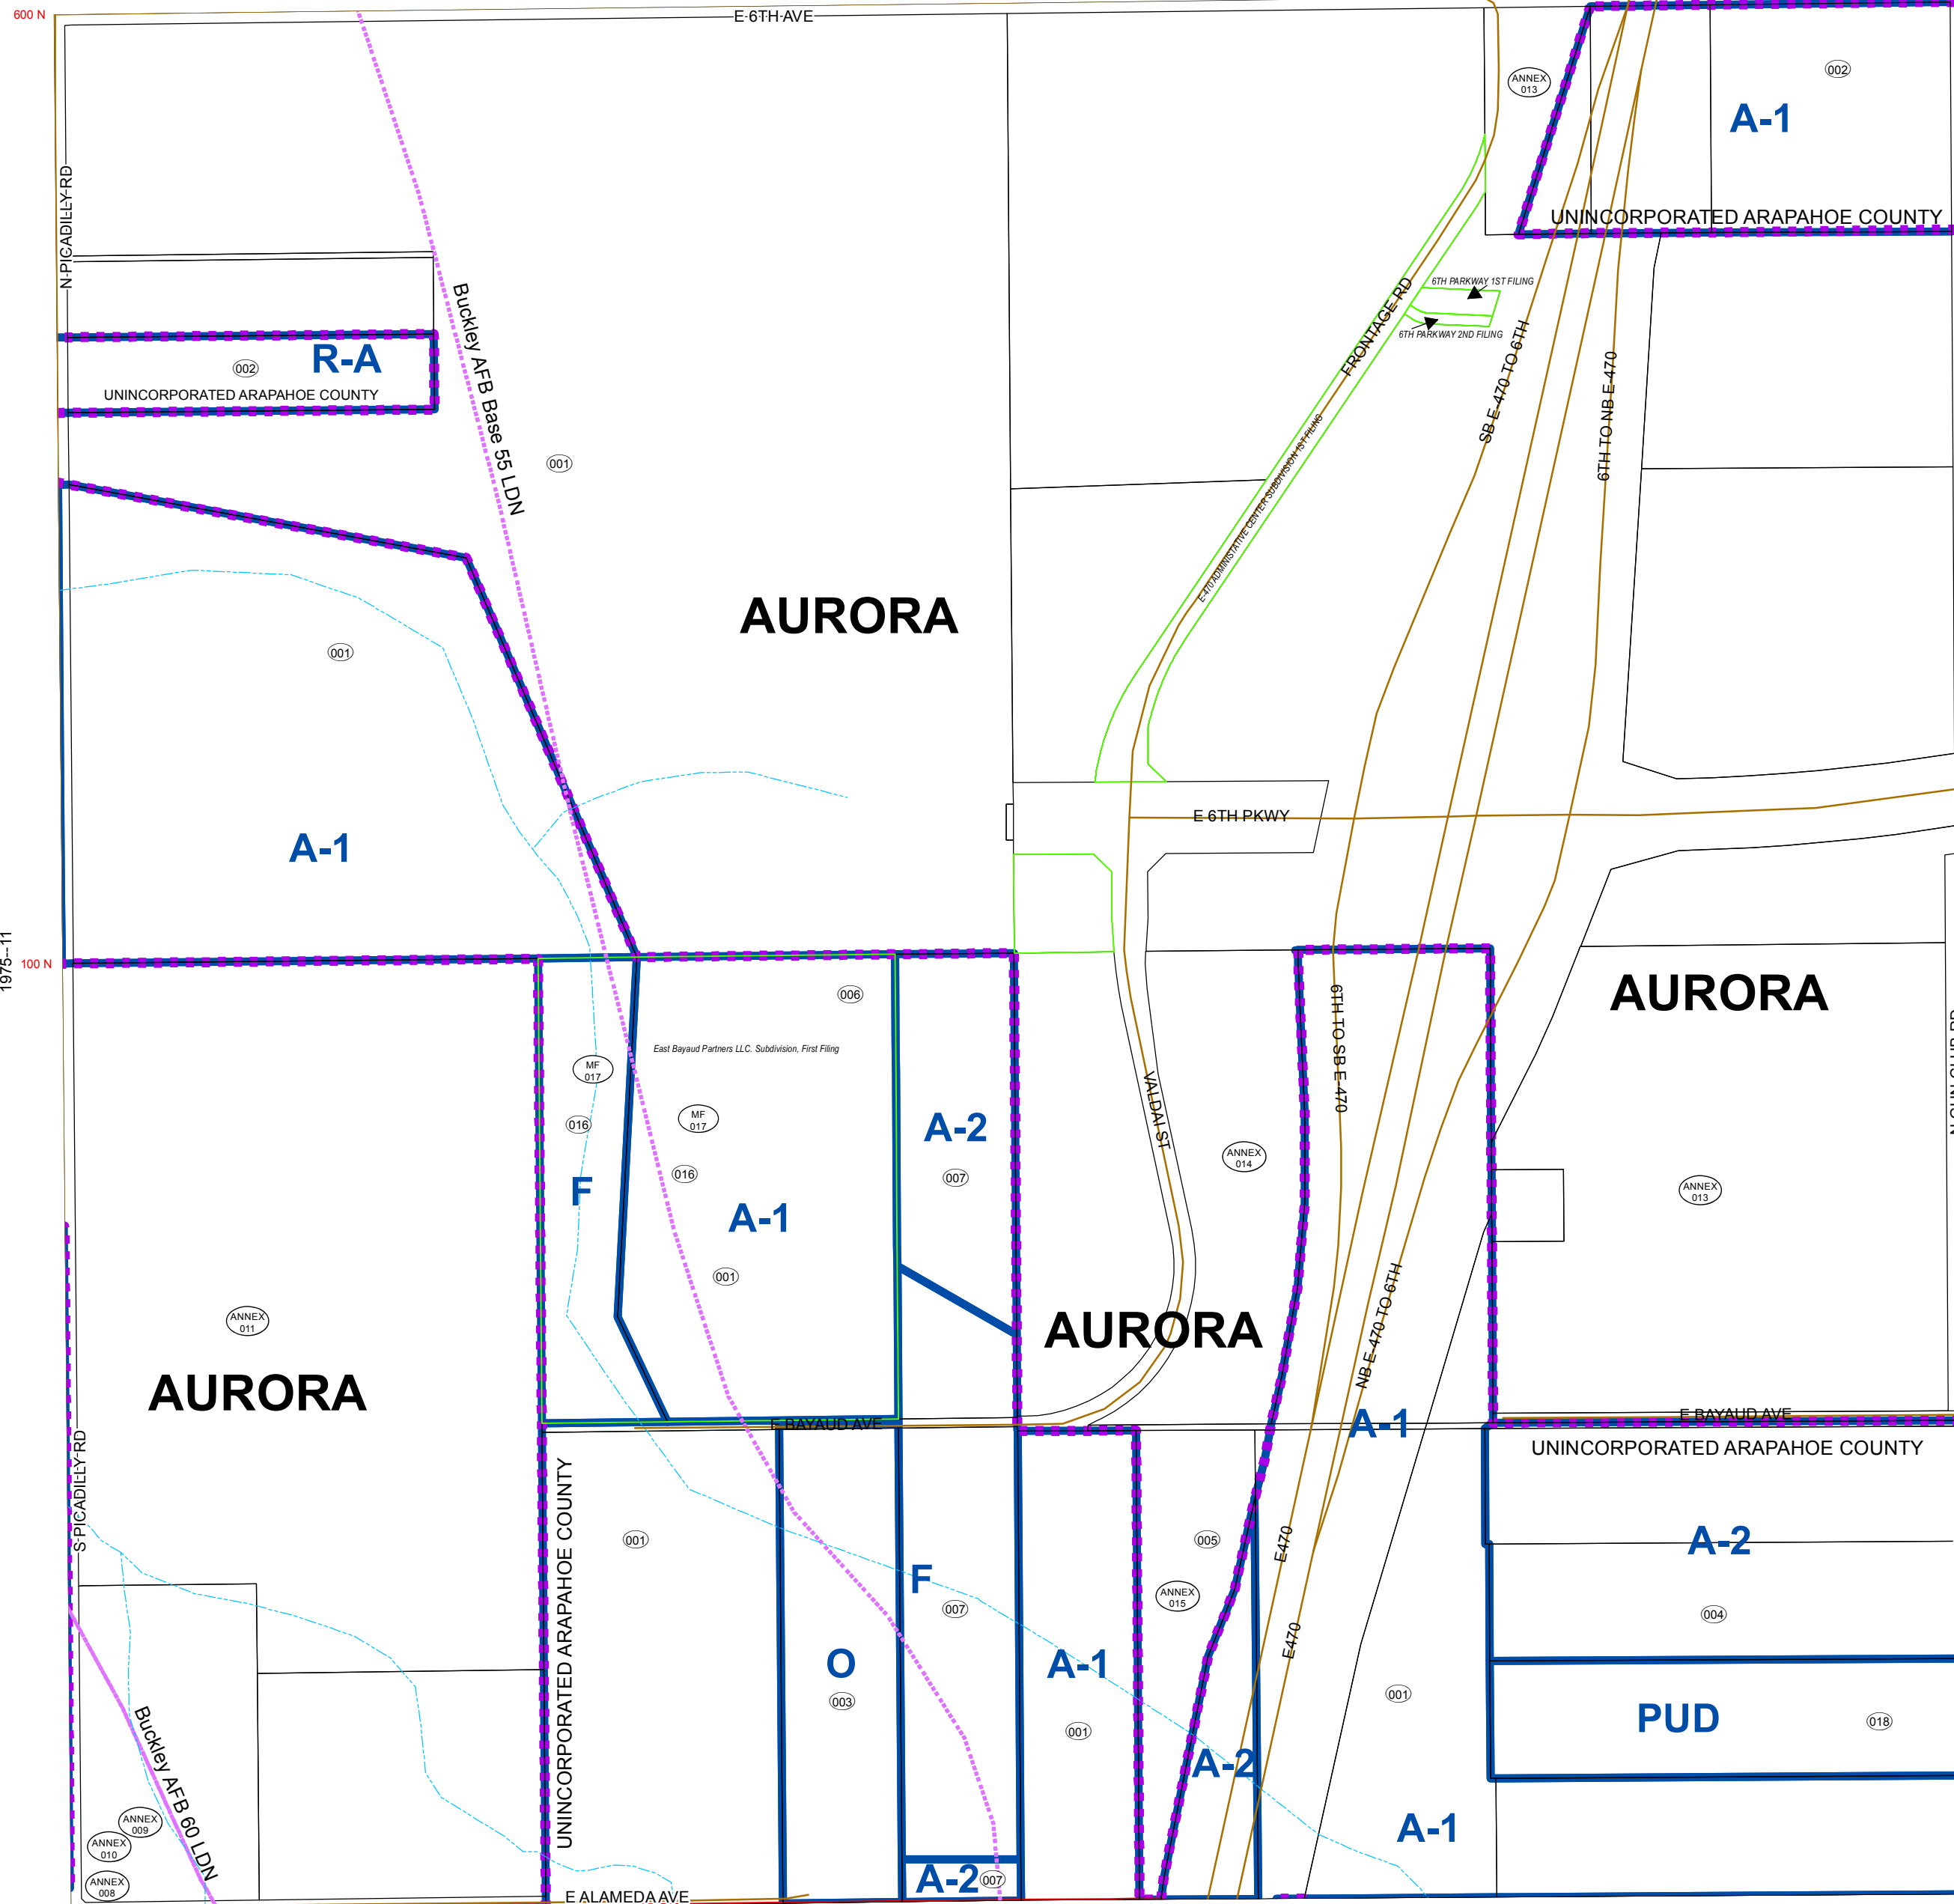 600 N
E 6TH AVE
ANNEX
013
002
A-1
N PICADILLY RD
UNINCORPORATED ARAPAHOE COUNTY
6TH PARKWAY 1ST FILING
6TH PARKWAY 2ND FILING
FRONTAGE RD
SB E-470 TO 6TH
6TH TO NB E-470
Buckley AFB Base 55 LDN
R-A
002
UNINCORPORATED ARAPAHOE COUNTY
001
E-470 ADMINISTATIVE CENTER SUBDIVISION 1ST FILING
AURORA
001
A-1
E 6TH PKWY
1975--11
100 N
AURORA
006
East Bayaud Partners LLC. Subdivision, First Filing
MF
017
MF
017
016
016
F
A-1
A-2
007
001
VALDAI ST
6TH TO SB E-470
ANNEX
014
ANNEX
013
N GUN CLUB RD
ANNEX
011
AURORA
AURORA
NB E-470 TO 6TH
A-1
E BAYAUD AVE
E BAYAUD AVE
UNINCORPORATED ARAPAHOE COUNTY
S PICADILLY RD
UNINCORPORATED ARAPAHOE COUNTY
001
F
007
005
ANNEX
015
E470
E470
A-2
004
O
003
A-1
001
A-2
001
PUD
018
A-1
Buckley AFB 60 LDN
ANNEX
009
ANNEX
010
ANNEX
008
A-2
007
E ALAMEDA AVE